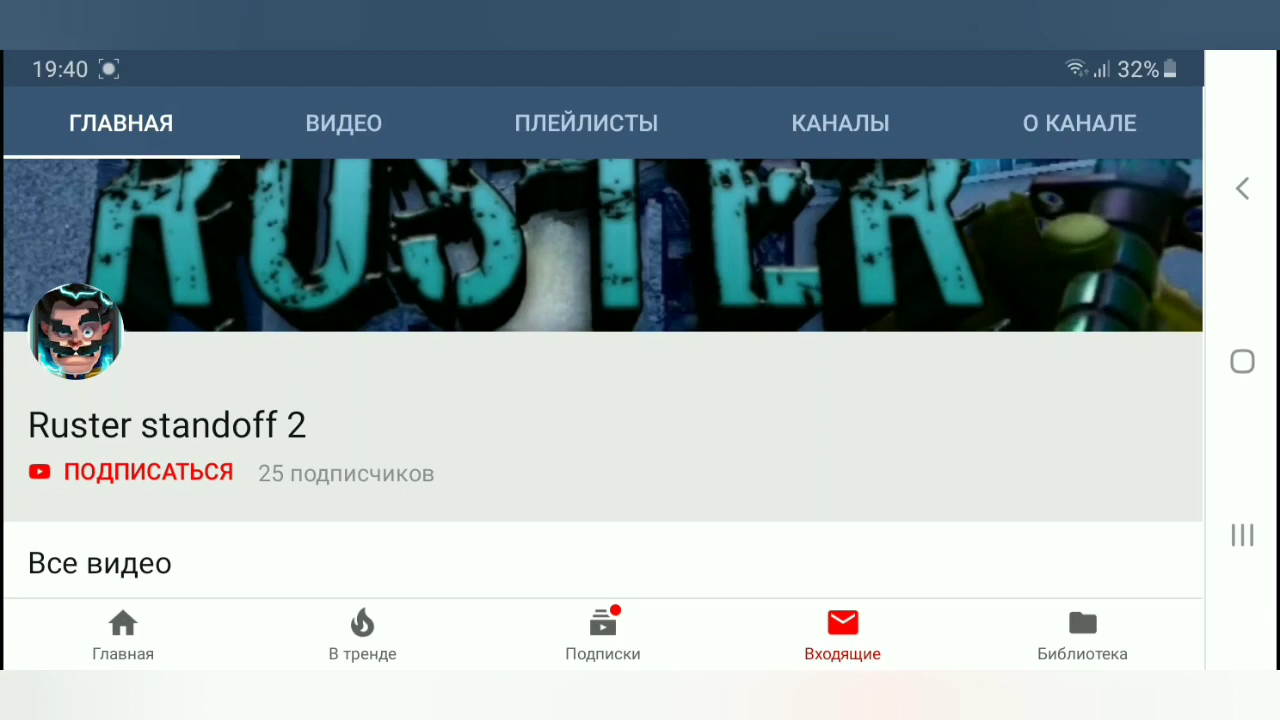 19:40 32%
ГЛАВНАЯ ВИДЕО ПЛЕЙЛИСТЫ КАНАЛЫ О КАНАЛЕ
RUSTER
Ruster standoff 2
ПОДПИСАТЬСЯ 25 подписчиков
Все видео
Главная В тренде Подписки Входящие Библиотека